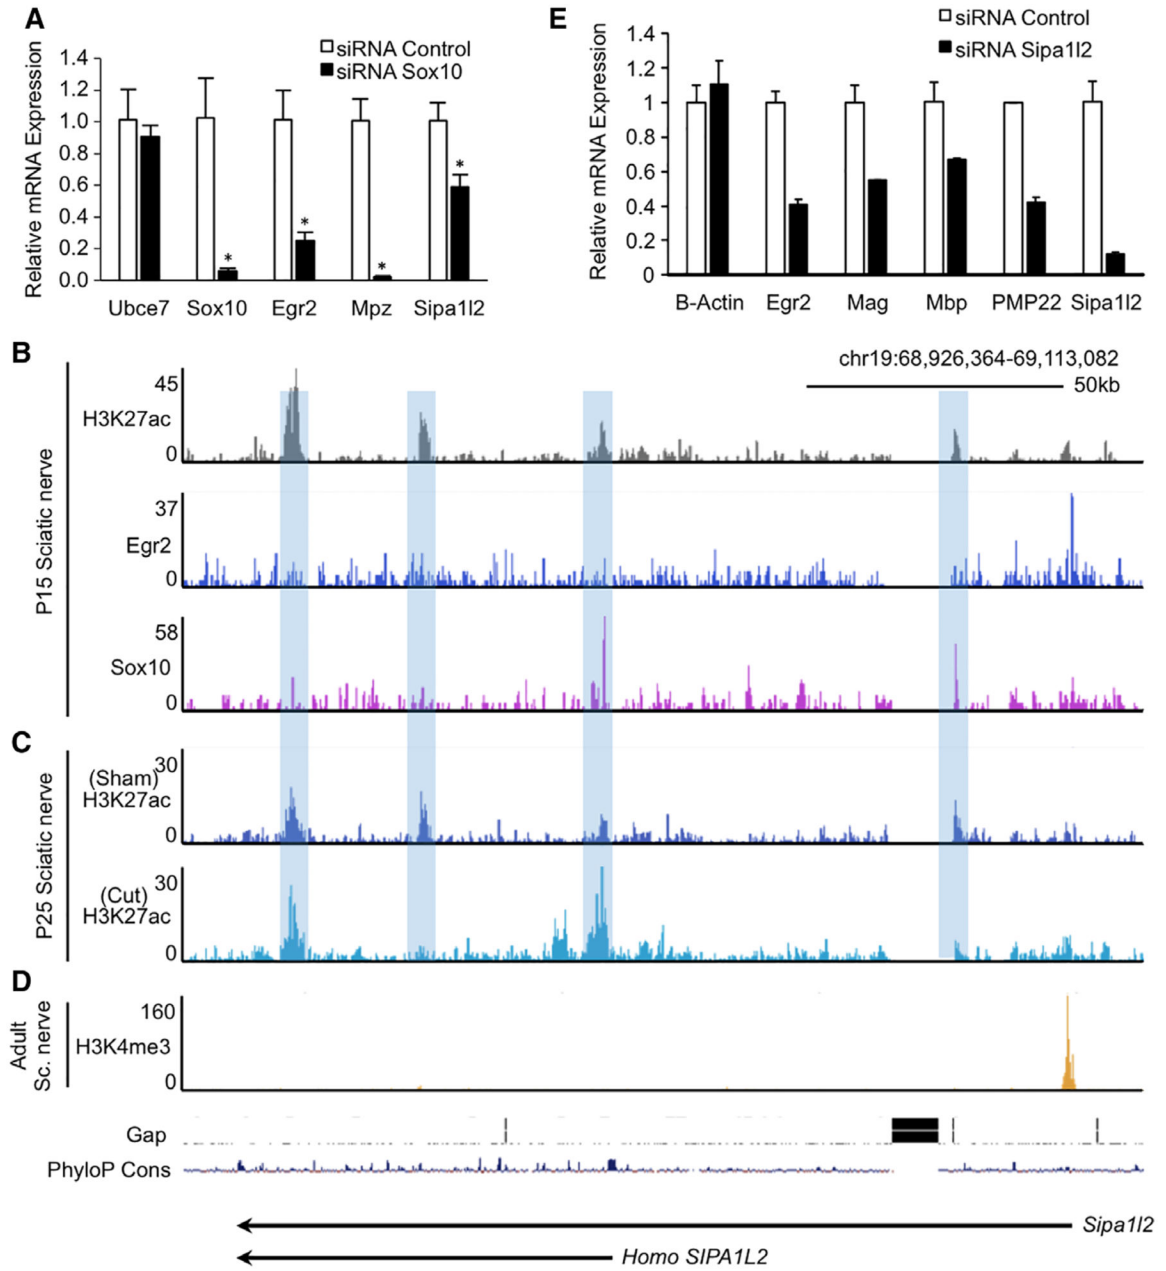 A
siRNA Control
siRNA Sox10
Relative mRNA Expression
1.4
1.2
1.0
0.8
0.6
0.4
0.2
0.0
* * * *
Ubce7 Sox10 Egr2 Mpz Sipa1l2
E
siRNA Control
siRNA Sipa1l2
Relative mRNA Expression
1.4
1.2
1
0.8
0.6
0.4
0.2
0
B-Actin Egr2 Mag Mbp PMP22 Sipa1l2
B
chr19:68,926,364-69,113,082
50kb
P15 Sciatic nerve
45
H3K27ac
0
37
Egr2
0
58
Sox10
0
C
P25 Sciatic nerve
30
(Sham)
H3K27ac
0
30
(Cut)
H3K27ac
0
D
Adult
Sc. nerve
160
H3K4me3
0
Gap
PhyloP Cons
Sipa1l2
Homo SIPA1L2